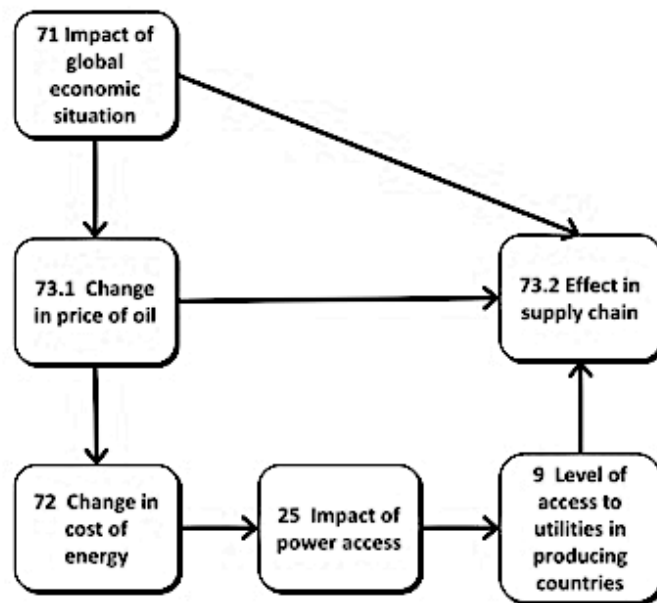 71 Impact of
global
economic
situation
73.1 Change
in price of oil
73.2 Effect in
supply chain
72 Change in
cost of
energy
25 Impact of
power access
9 Level of
access to
utilities in
producing
countries